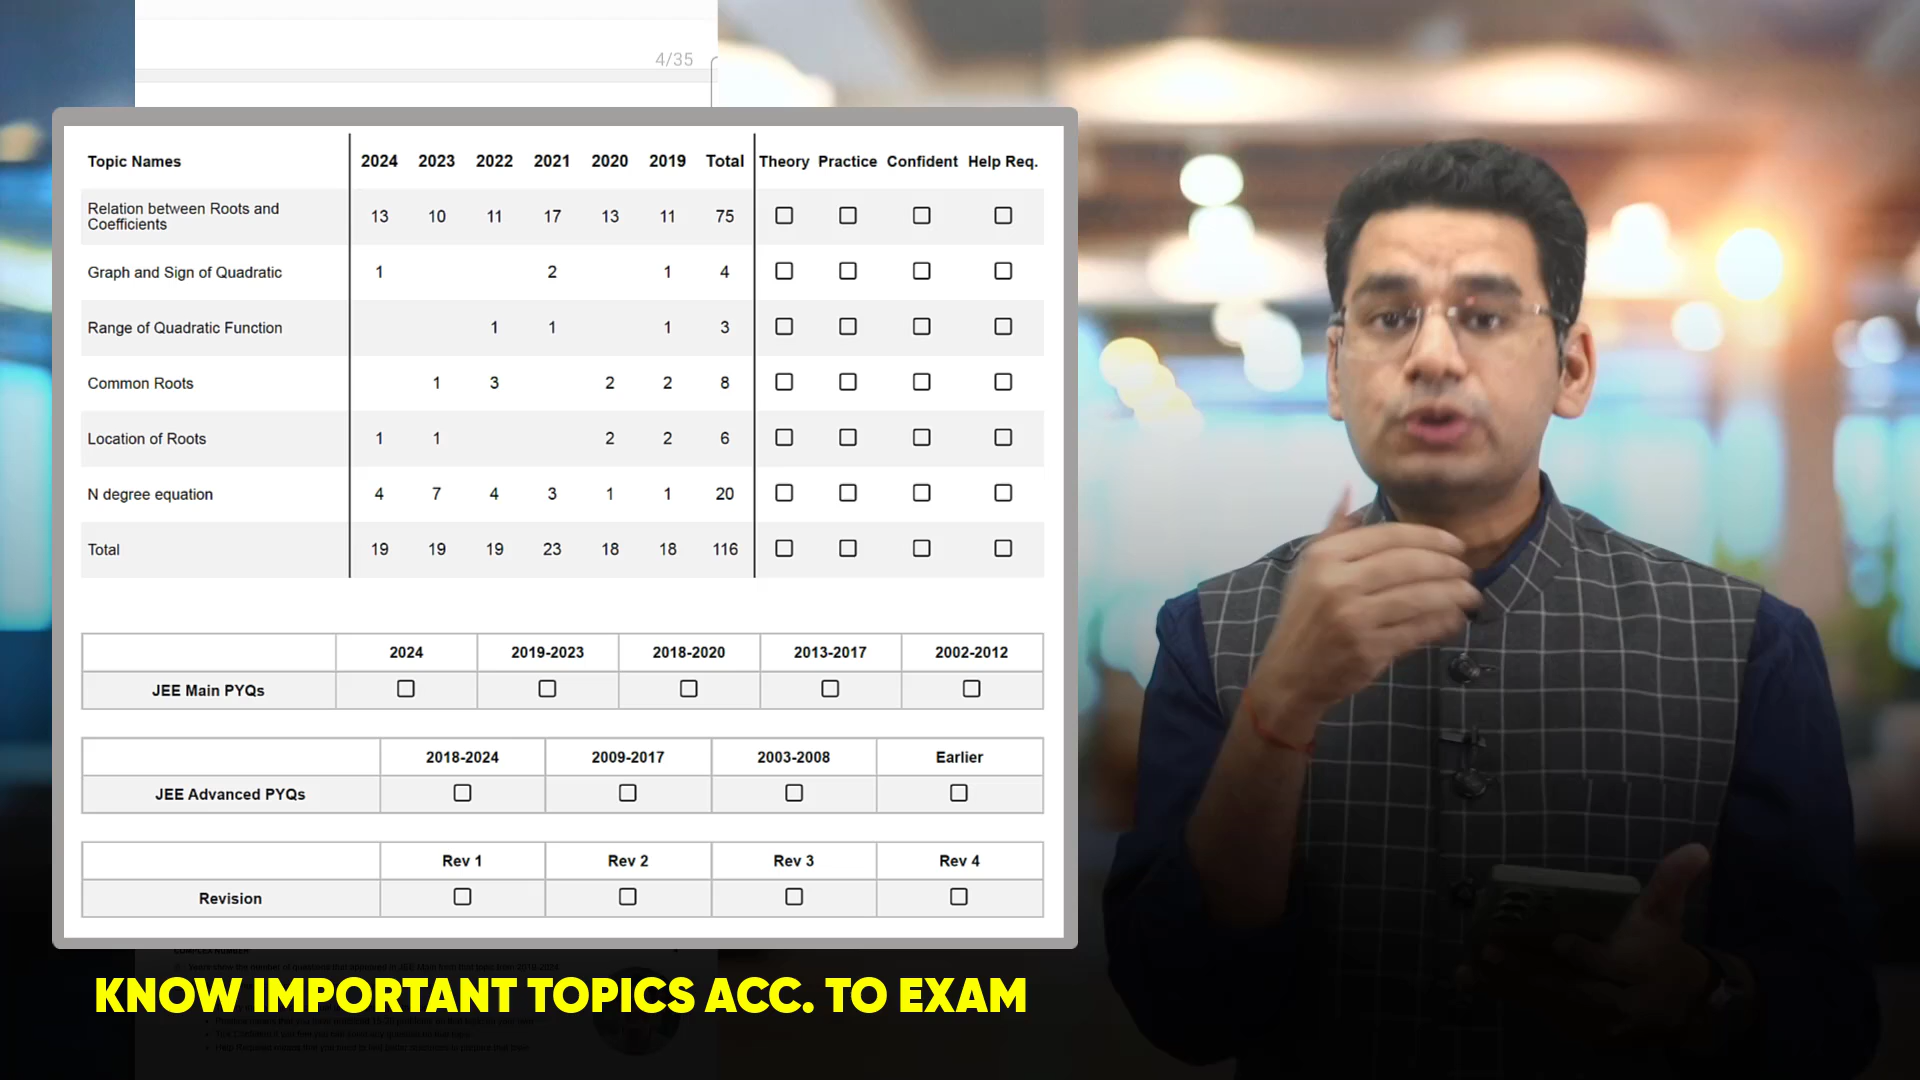 4/35
Topic Names 2024 2023 2022 2021 2020 2019 Total Theory Practice Confident Help Req.
Relation between Roots and
Coefficients 13 10 11 17 13 11 75
Graph and Sign of Quadratic 1 2 1 4
Range of Quadratic Function 1 1 1 3
Common Roots 1 3 2 2 8
Location of Roots 1 1 2 2 6
N degree equation 4 7 4 3 1 1 20
Total 19 19 19 23 18 18 116
2024 2019-2023 2018-2020 2013-2017 2002-2012
JEE Main PYQs
2018-2024 2009-2017 2003-2008 Earlier
JEE Advanced PYQs
Rev 1 Rev 2 Rev 3 Rev 4
Revision
KNOW IMPORTANT TOPICS ACC. TO EXAM